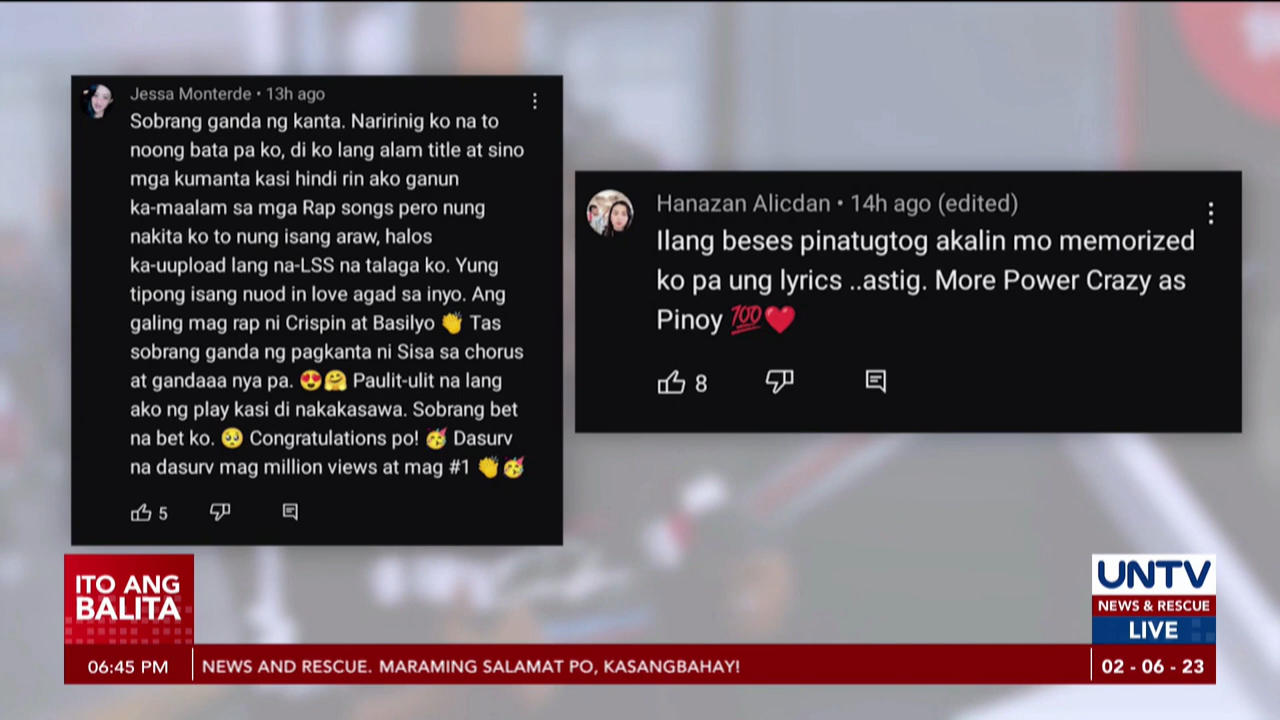 Jessa Monterde • 13h ago
Sobrang ganda ng kanta. Naririnig ko na to
noong bata pa ko, di ko lang alam title at sino
mga kumanta kasi hindi rin ako ganun
ka-maalam sa mga Rap songs pero nung
nakita ko to nung isang araw, halos
ka-uupload lang na-LSS na talaga ko. Yung
tipong isang nuod in love agad sa inyo. Ang
galing mag rap ni Crispin at Basilyo 👏 Tas
sobrang ganda ng pagkanta ni Sisa sa chorus
at gandaaa nya pa. 😍🤗 Paulit-ulit na lang
ako ng play kasi di nakakasawa. Sobrang bet
na bet ko. 🥺 Congratulations po! 🥳 Dasurv
na dasurv mag million views at mag #1 👏🥳
5
Hanazan Alicdan • 14h ago (edited)
Ilang beses pinatugtog akalin mo memorized
ko pa ung lyrics ..astig. More Power Crazy as
Pinoy 💯❤️
8
ITO ANG
BALITA
UNTV
NEWS & RESCUE
LIVE
06:45 PM
NEWS AND RESCUE. MARAMING SALAMAT PO, KASANGBAHAY!
02 - 06 - 23